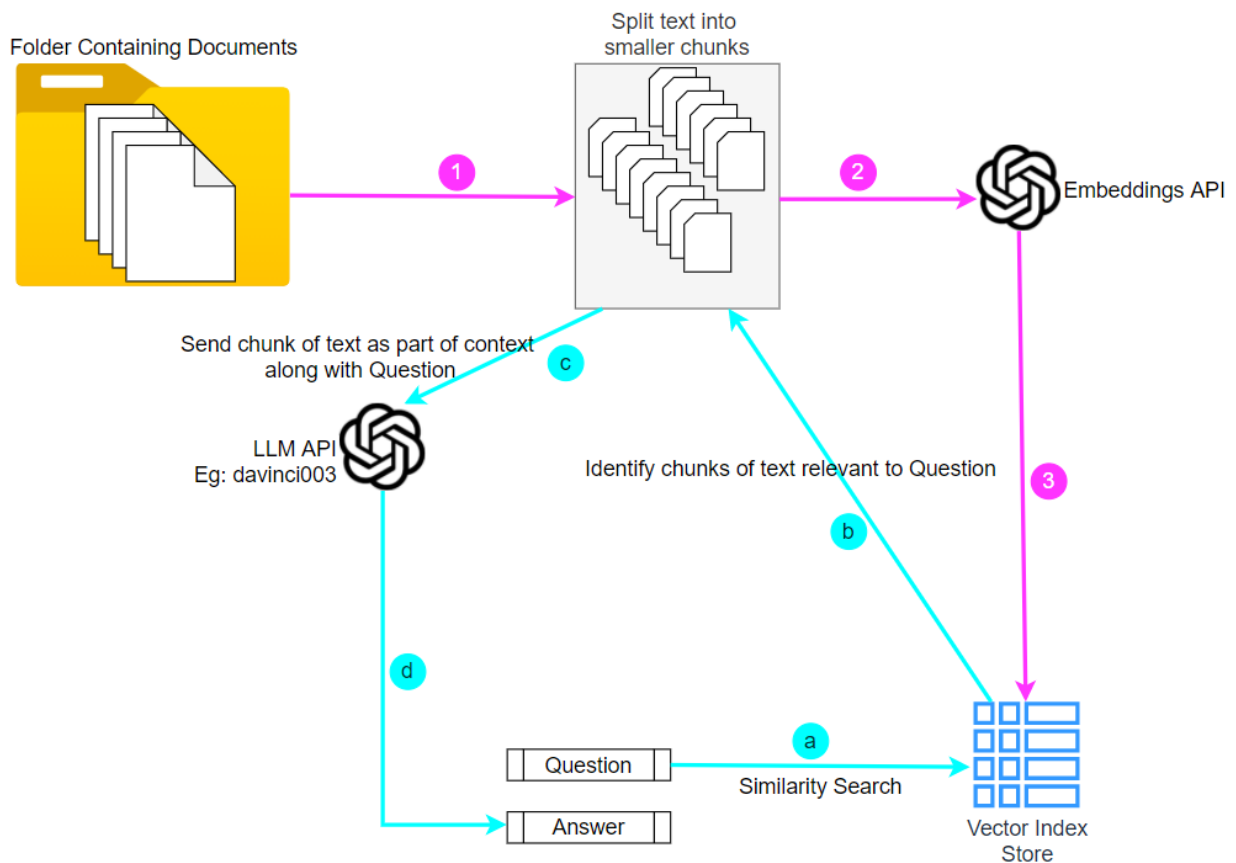 Split text into
smaller chunks
Folder Containing Documents
1
2
Embeddings API
Send chunk of text as part of context
along with Question
c
LLM API
Eg: davinci003
Identify chunks of text relevant to Question
3
b
d
a
Question
Similarity Search
Answer
Vector Index
Store